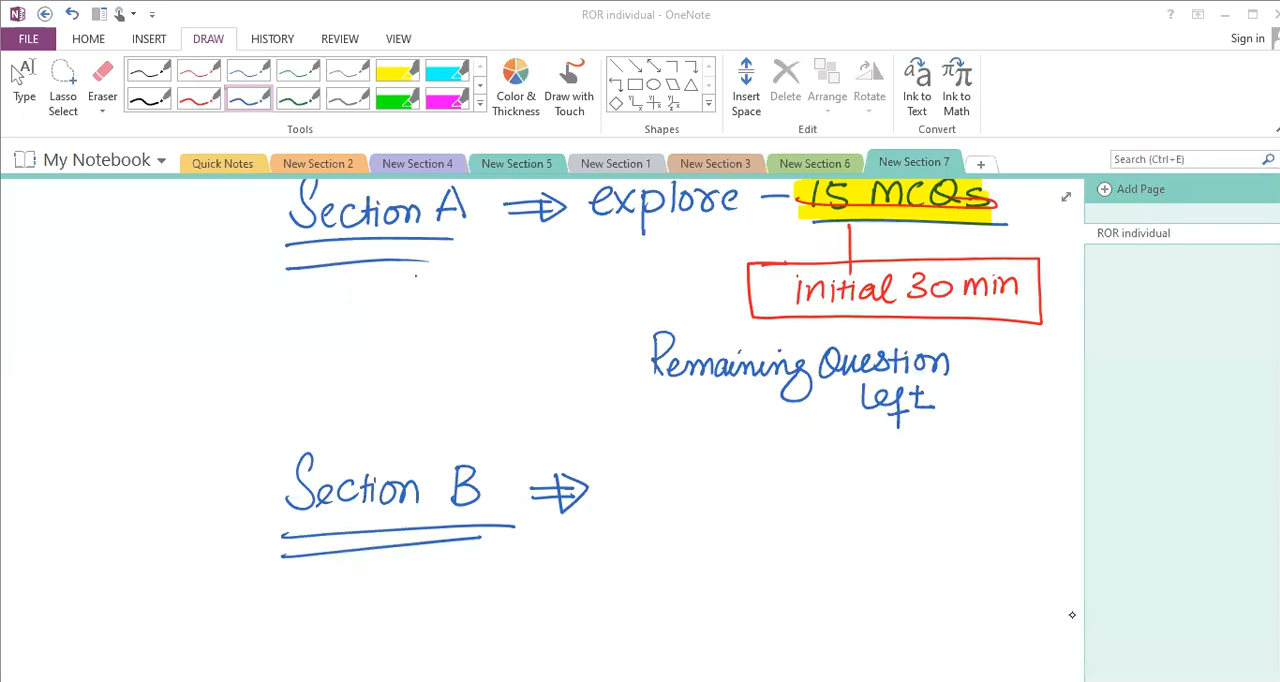 ROR individual - OneNote
?
Sign in
FILE HOME INSERT DRAW HISTORY REVIEW VIEW
Type
Lasso Select
Eraser
Color & Thickness
Draw with Touch
Insert Space
Delete
Arrange
Rotate
Ink to Text
Ink to Math
Tools
Shapes
Edit
Convert
My Notebook
Quick Notes
New Section 2
New Section 4
New Section 5
New Section 1
New Section 3
New Section 6
New Section 7
Search (Ctrl+E)
Add Page
ROR individual
Section A ⇒ explore - 15 MCQs
initial 30 min
Remaining Question
left
Section B ⇒